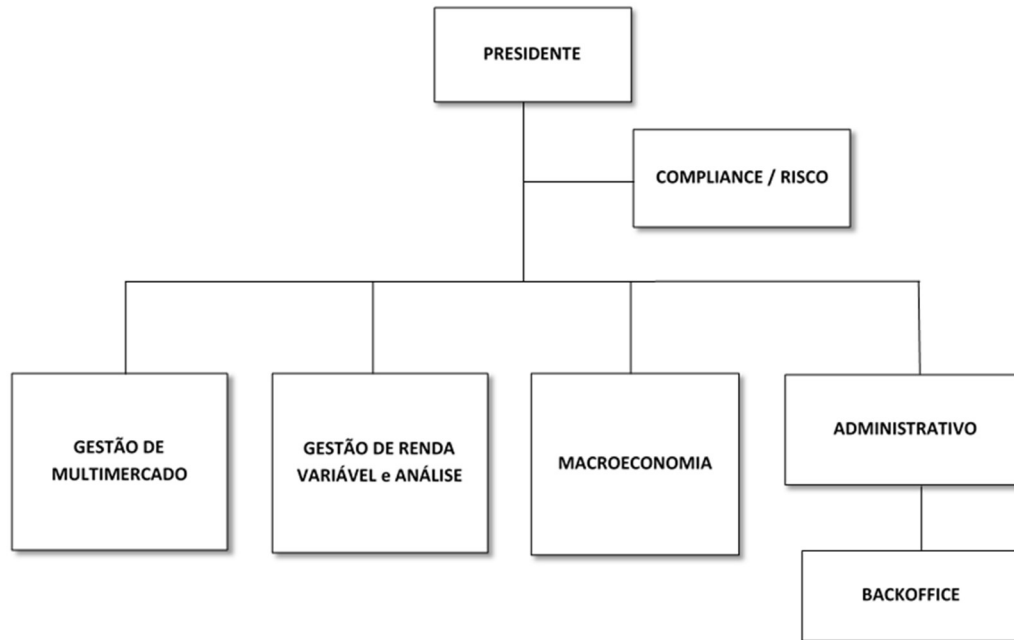 PRESIDENTE
COMPLIANCE / RISCO
GESTÃO DE
MULTIMERCADO
GESTÃO DE RENDA
VARIÁVEL e ANÁLISE
MACROECONOMIA
ADMINISTRATIVO
BACKOFFICE